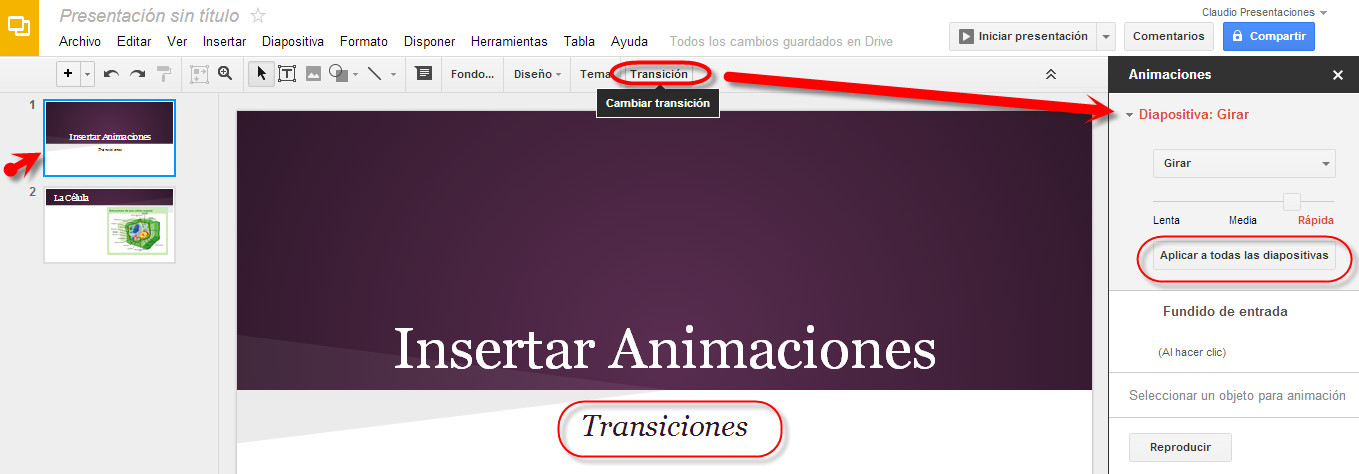 Presentación sin título
Claudio Presentaciones
Archivo Editar Ver Insertar Diapositiva Formato Disponer Herramientas Tabla Ayuda Todos los cambios guardados en Drive
Iniciar presentación Comentarios Compartir
Fondo... Diseño Tema Transición
Cambiar transición
Animaciones
1
Insertar Animaciones
2
La Célula
Insertar Animaciones
Transiciones
Diapositiva: Girar
Girar
Lenta Media Rápida
Aplicar a todas las diapositivas
Fundido de entrada
(Al hacer clic)
Seleccionar un objeto para animación
Reproducir